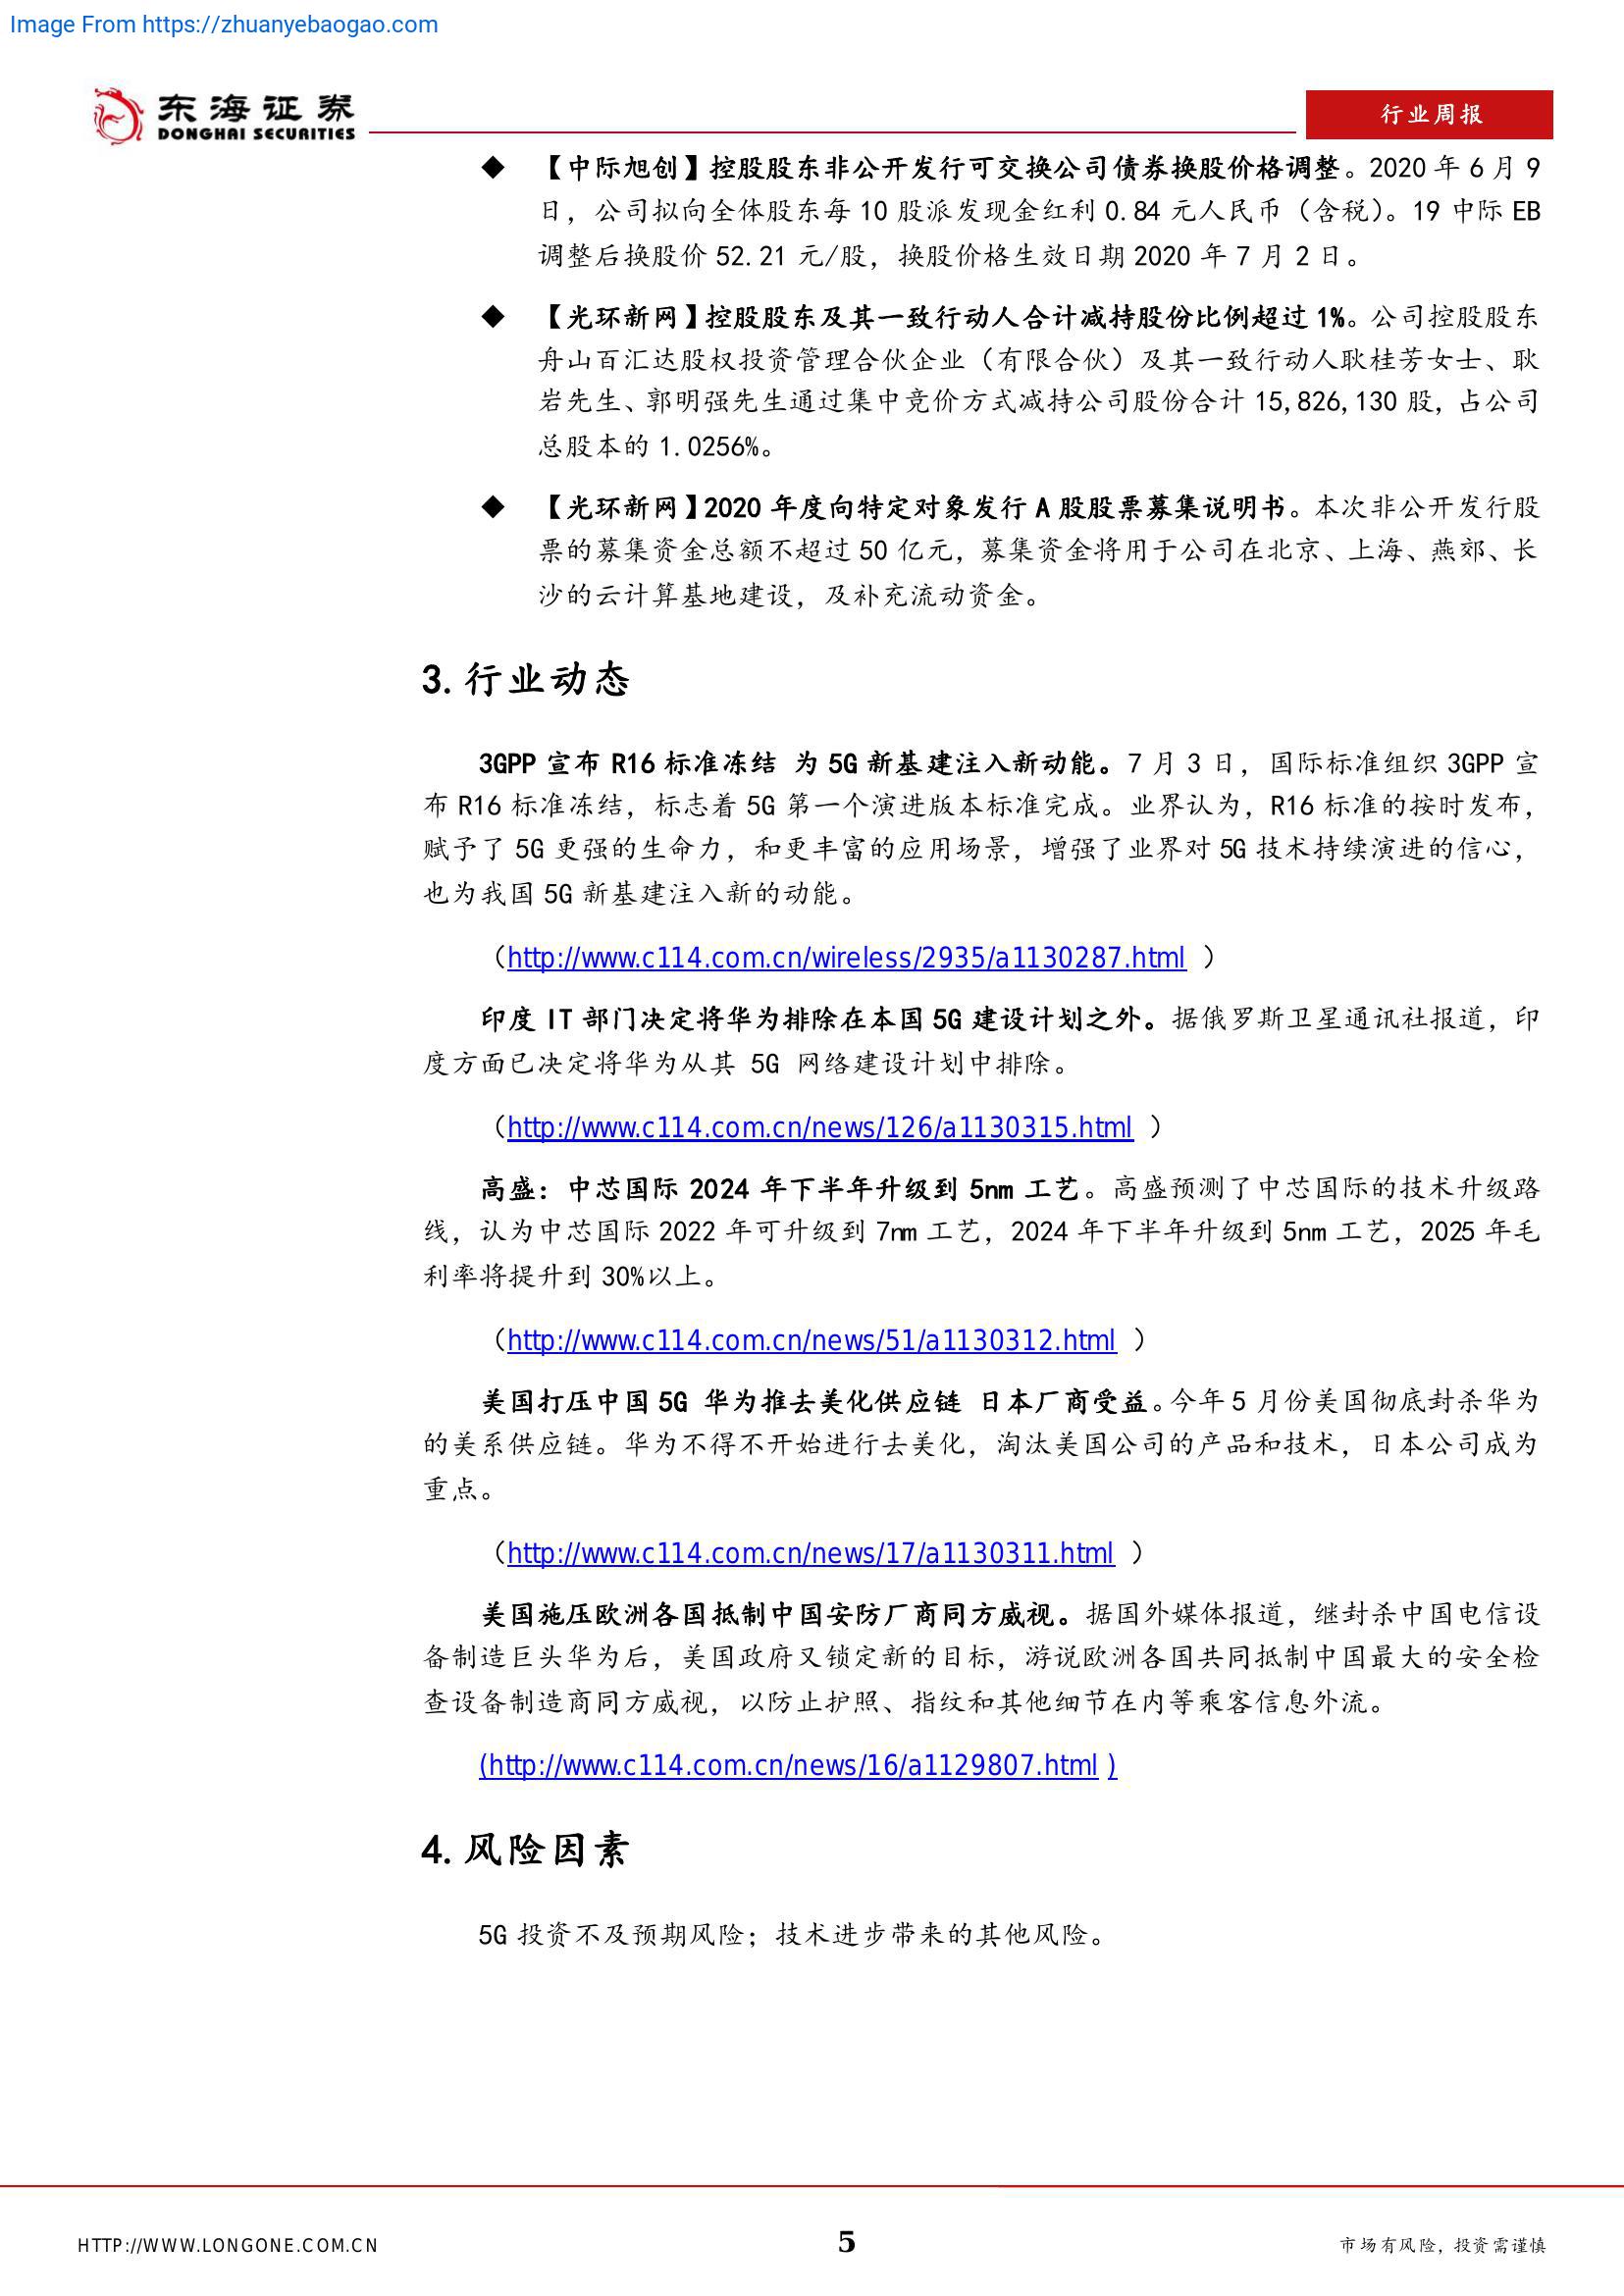 Image From https://zhuanyebaogao.com
东海证券
DONGHAI SECURITIES
行业周报
◆ 【中际旭创】控股股东非公开发行可交换公司债券换股价格调整。2020 年 6 月 9
日，公司拟向全体股东每 10 股派发现金红利 0.84 元人民币（含税）。19 中际 EB
调整后换股价 52.21 元/股，换股价格生效日期 2020 年 7 月 2 日。
◆ 【光环新网】控股股东及其一致行动人合计减持股份比例超过 1%。公司控股股东
舟山百汇达股权投资管理合伙企业（有限合伙）及其一致行动人耿桂芳女士、耿
岩先生、郭明强先生通过集中竞价方式减持公司股份合计 15,826,130 股，占公司
总股本的 1.0256%。
◆ 【光环新网】2020 年度向特定对象发行 A 股股票募集说明书。本次非公开发行股
票的募集资金总额不超过 50 亿元，募集资金将用于公司在北京、上海、燕郊、长
沙的云计算基地建设，及补充流动资金。
3. 行业动态
3GPP 宣布 R16 标准冻结 为 5G 新基建注入新动能。7 月 3 日，国际标准组织 3GPP 宣
布 R16 标准冻结，标志着 5G 第一个演进版本标准完成。业界认为，R16 标准的按时发布，
赋予了 5G 更强的生命力，和更丰富的应用场景，增强了业界对 5G 技术持续演进的信心，
也为我国 5G 新基建注入新的动能。
（http://www.c114.com.cn/wireless/2935/a1130287.html ）
印度 IT 部门决定将华为排除在本国 5G 建设计划之外。据俄罗斯卫星通讯社报道，印
度方面已决定将华为从其 5G 网络建设计划中排除。
（http://www.c114.com.cn/news/126/a1130315.html ）
高盛：中芯国际 2024 年下半年升级到 5nm 工艺。高盛预测了中芯国际的技术升级路
线，认为中芯国际 2022 年可升级到 7nm 工艺，2024 年下半年升级到 5nm 工艺，2025 年毛
利率将提升到 30%以上。
（http://www.c114.com.cn/news/51/a1130312.html ）
美国打压中国 5G 华为推去美化供应链 日本厂商受益。今年 5 月份美国彻底封杀华为
的美系供应链。华为不得不开始进行去美化，淘汰美国公司的产品和技术，日本公司成为
重点。
（http://www.c114.com.cn/news/17/a1130311.html ）
美国施压欧洲各国抵制中国安防厂商同方威视。据国外媒体报道，继封杀中国电信设
备制造巨头华为后，美国政府又锁定新的目标，游说欧洲各国共同抵制中国最大的安全检
查设备制造商同方威视，以防止护照、指纹和其他细节在内等乘客信息外流。
(http://www.c114.com.cn/news/16/a1129807.html )
4. 风险因素
5G 投资不及预期风险；技术进步带来的其他风险。
HTTP://WWW.LONGONE.COM.CN
5
市场有风险，投资需谨慎